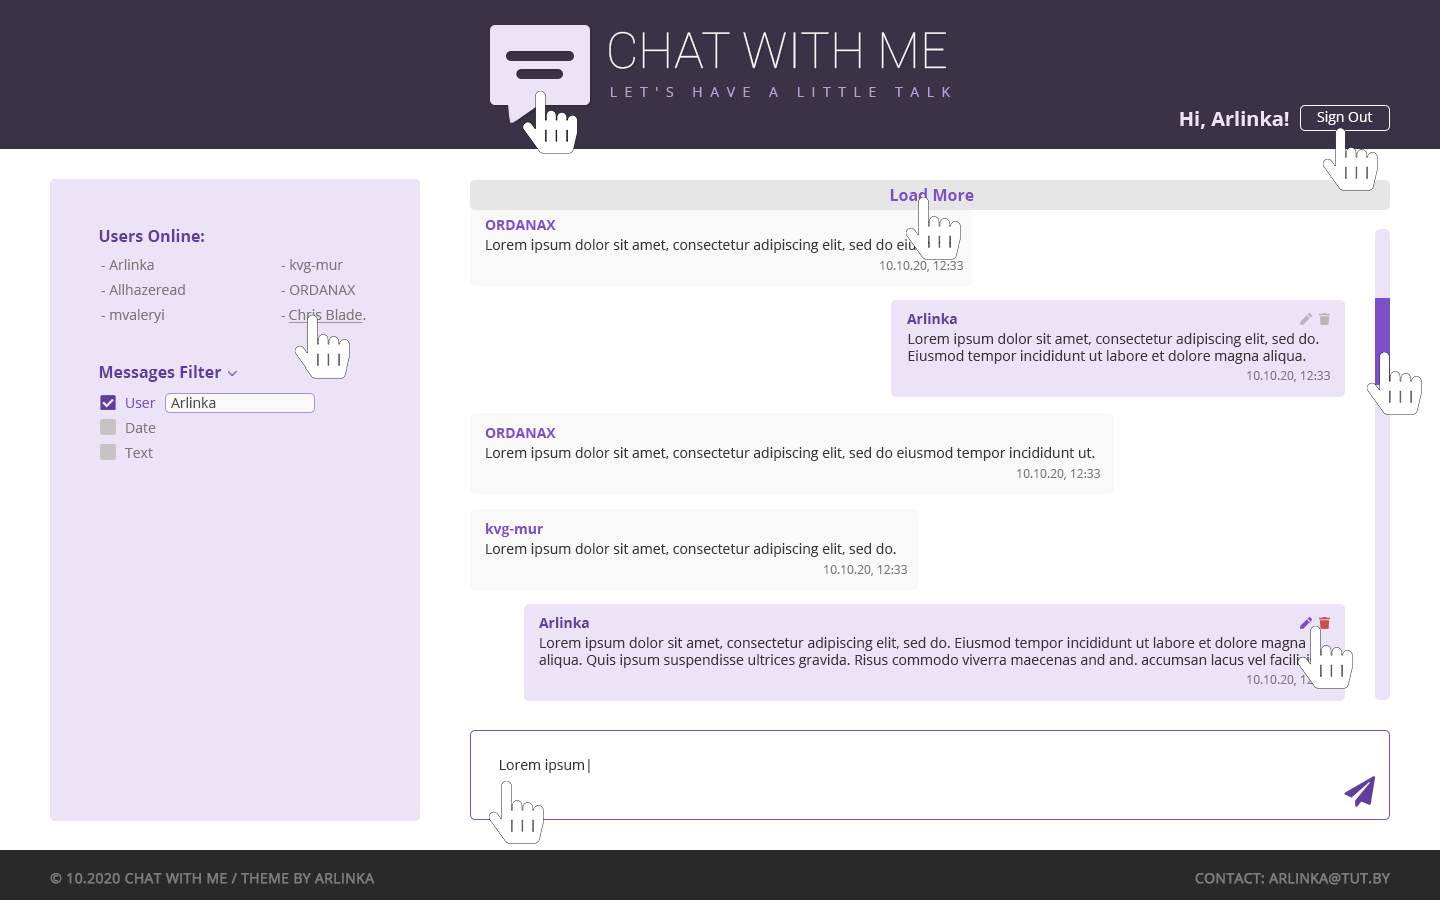 CHAT WITH ME
LET'S HAVE A LITTLE TALK
Hi, Arlinka!
Sign Out
Users Online:
- Arlinka
- kvg-mur
- Allhazeread
- ORDANAX
- mvaleryi
- Chris Blade.
Messages Filter
User
Arlinka
Date
Text
Load More
ORDANAX
Lorem ipsum dolor sit amet, consectetur adipiscing elit, sed do
10.10.20, 12:33
Arlinka
Lorem ipsum dolor sit amet, consectetur adipiscing elit, sed do.
Eiusmod tempor incididunt ut labore et dolore magna aliqua.
10.10.20, 12:33
ORDANAX
Lorem ipsum dolor sit amet, consectetur adipiscing elit, sed do eiusmod tempor incididunt ut.
10.10.20, 12:33
kvg-mur
Lorem ipsum dolor sit amet, consectetur adipiscing elit, sed do.
10.10.20, 12:33
Arlinka
Lorem ipsum dolor sit amet, consectetur adipiscing elit, sed do. Eiusmod tempor incididunt ut labore et dolore magna
aliqua. Quis ipsum suspendisse ultrices gravida. Risus commodo viverra maecenas and and. accumsan lacus vel
10.10.20,
Lorem ipsum|
© 10.2020 CHAT WITH ME / THEME BY ARLINKA
CONTACT: ARLINKA@TUT.BY